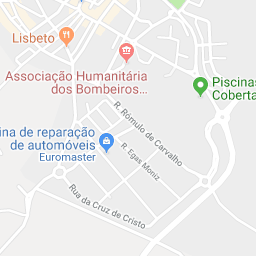 Lisbeto
Associação Humanitária
dos Bombeiros...
Piscinas
Coberta
R. Rómulo de Carvalho
ina de reparação
de automóveis
Euromaster
R. Egas Moniz
Rua da Cruz de Cristo